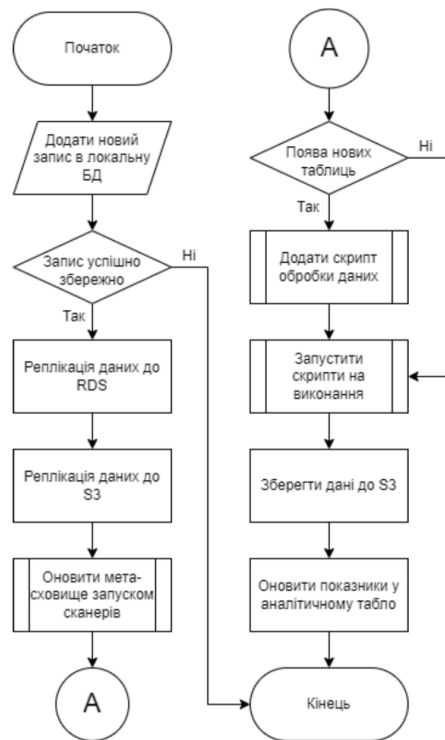 Початок
Додати новий
запис в локальну
БД
Запис успішно
збережно
Ні
Так
Реплікація даних до
RDS
Реплікація даних до
S3
Оновити мета-
сховище запуском
сканерів
А
А
Поява нових
таблиць
Ні
Так
Додати скрипт
обробки даних
Запустити
скрипти на
виконання
Зберегти дані до S3
Оновити показники у
аналітичному табло
Кінець